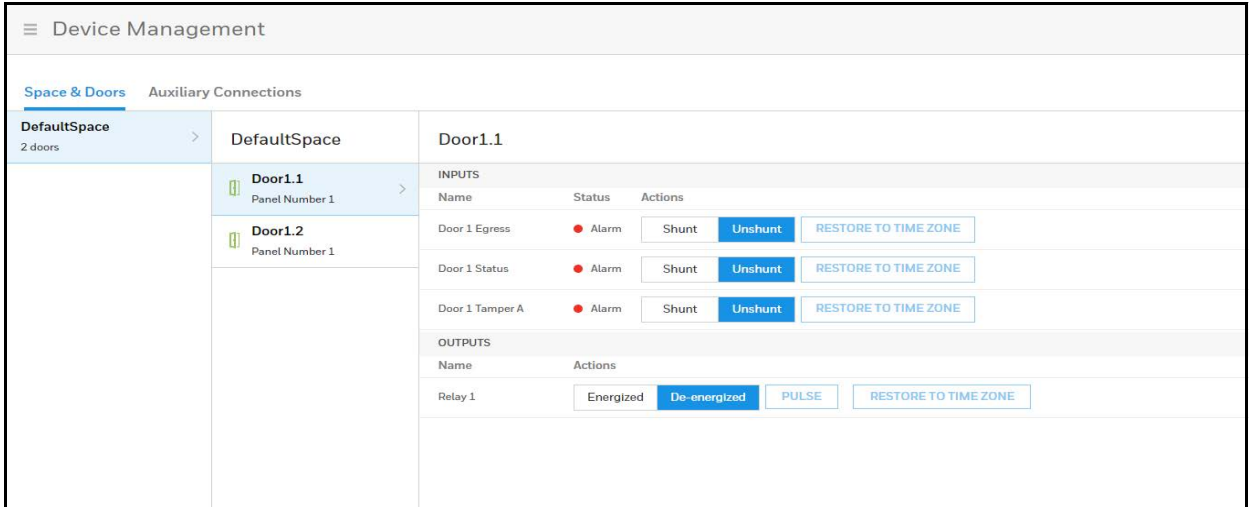 Device Management
Space & Doors Auxiliary Connections
DefaultSpace
2 doors
DefaultSpace
Door1.1
Panel Number 1
Door1.2
Panel Number 1
Door1.1
INPUTS
Name Status Actions
Door 1 Egress Alarm Shunt Unshunt RESTORE TO TIME ZONE
Door 1 Status Alarm Shunt Unshunt RESTORE TO TIME ZONE
Door 1 Tamper A Alarm Shunt Unshunt RESTORE TO TIME ZONE
OUTPUTS
Name Actions
Relay 1 Energized De-energized PULSE RESTORE TO TIME ZONE